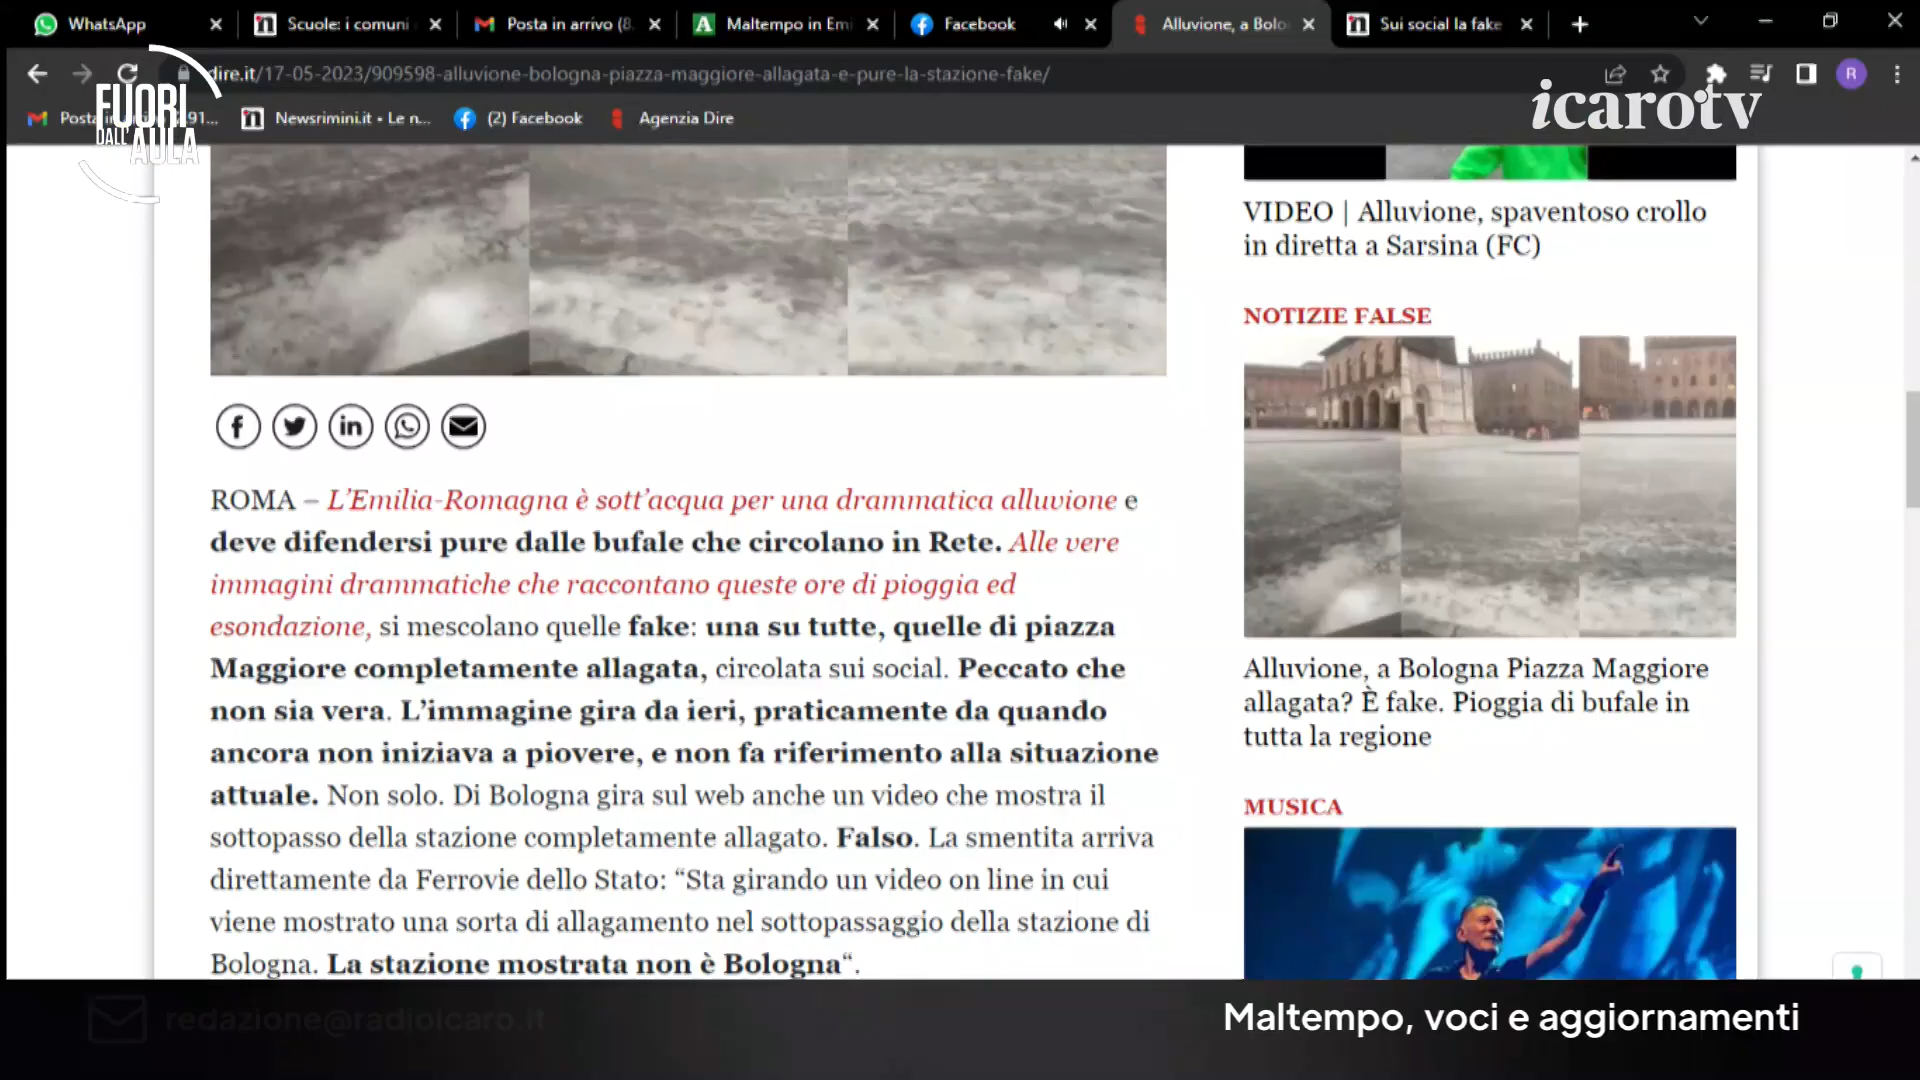 WhatsApp
Scuole: i comuni
Posta in arrivo (8.
Maltempo in Emi
Facebook
Alluvione, a Bolo
Sui social la fake
dire.it/17-05-2023/909598-alluvione-bologna-piazza-maggiore-allagata-e-pure-la-stazione-fake/
R
FUORI
DALL'
AULA
icarotv
Newsrimini.it • Le n...
(2) Facebook
Agenzia Dire
VIDEO | Alluvione, spaventoso crollo
in diretta a Sarsina (FC)
NOTIZIE FALSE
ROMA – L’Emilia-Romagna è sott’acqua per una drammatica alluvione e
deve difendersi pure dalle bufale che circolano in Rete. Alle vere
immagini drammatiche che raccontano queste ore di pioggia ed
esondazione, si mescolano quelle fake: una su tutte, quelle di piazza
Maggiore completamente allagata, circolata sui social. Peccato che
non sia vera. L’immagine gira da ieri, praticamente da quando
ancora non iniziava a piovere, e non fa riferimento alla situazione
attuale. Non solo. Di Bologna gira sul web anche un video che mostra il
sottopasso della stazione completamente allagato. Falso. La smentita arriva
direttamente da Ferrovie dello Stato: “Sta girando un video on line in cui
viene mostrato una sorta di allagamento nel sottopassaggio della stazione di
Bologna. La stazione mostrata non è Bologna“.
Alluvione, a Bologna Piazza Maggiore
allagata? È fake. Pioggia di bufale in
tutta la regione
MUSICA
redazione@radioicaro.it
Maltempo, voci e aggiornamenti